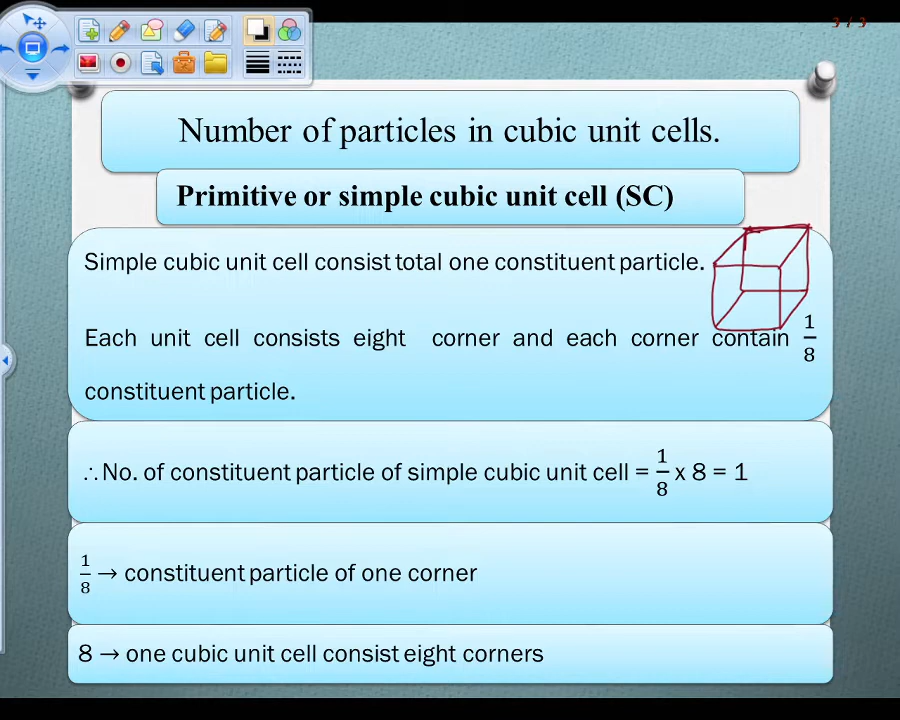 3 / 3
Number of particles in cubic unit cells.
Primitive or simple cubic unit cell (SC)
Simple cubic unit cell consist total one constituent particle.
Each unit cell consists eight corner and each corner contain 1/8
constituent particle.
∴No. of constituent particle of simple cubic unit cell = 1/8 x 8 = 1
1/8 → constituent particle of one corner
8 → one cubic unit cell consist eight corners